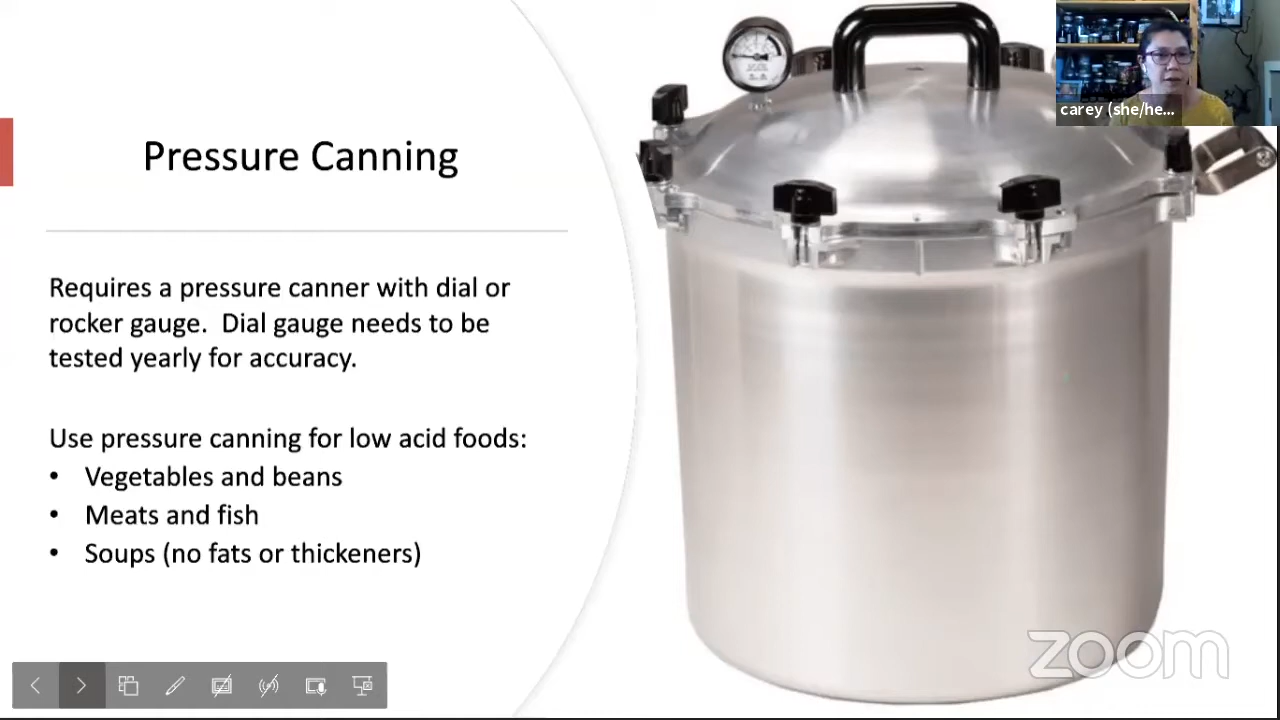 Pressure Canning
carey (she/he...
Requires a pressure canner with dial or
rocker gauge.  Dial gauge needs to be
tested yearly for accuracy.
Use pressure canning for low acid foods:
• Vegetables and beans
• Meats and fish
• Soups (no fats or thickeners)
zoom